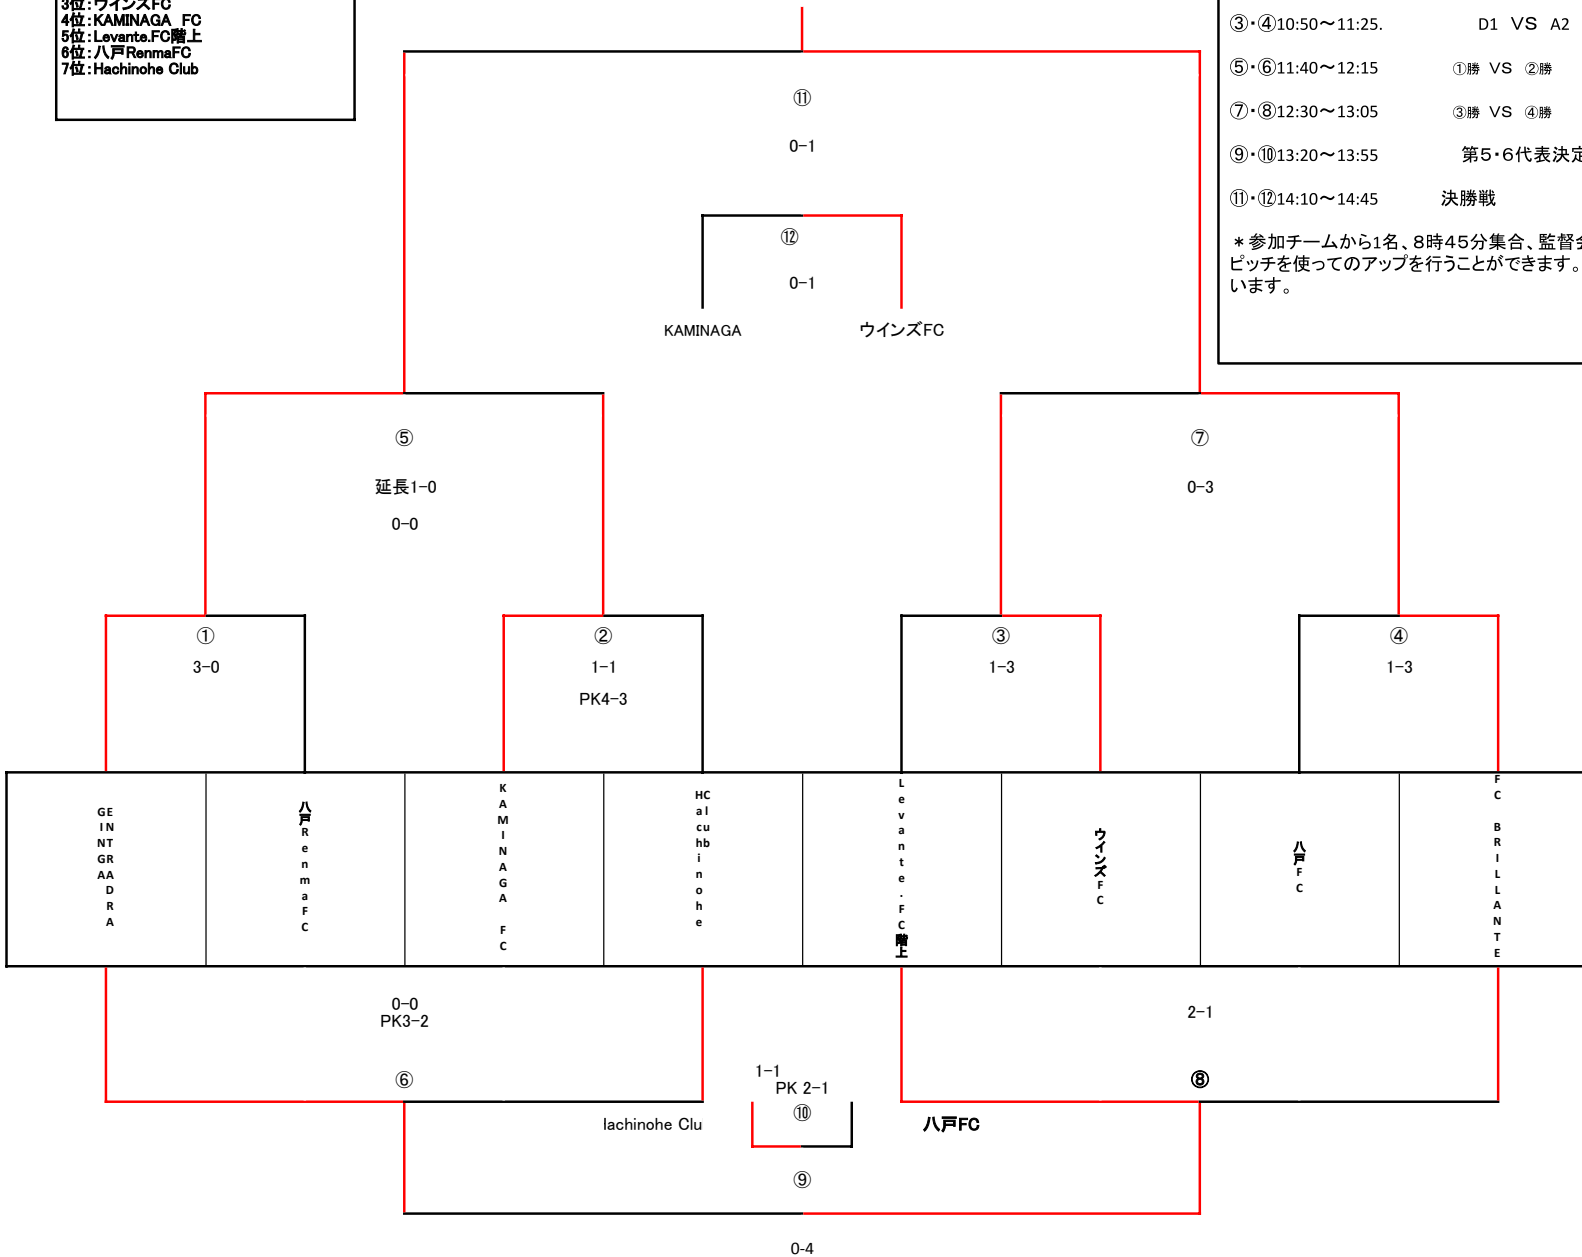 3位：ウインズFC
4位：KAMINAGA FC
5位：Levante.FC階上
6位：八戸RenmaFC
7位：Hachinohe Club
③・④10:50～11:25. D1 VS A2
⑤・⑥11:40～12:15 ①勝 VS ②勝
⑦・⑧12:30～13:05 ③勝 VS ④勝
⑨・⑩13:20～13:55 第5・6代表決定
⑪・⑫14:10～14:45 決勝戦
＊参加チームから1名、8時45分集合、監督会
ピッチを使ってのアップを行うことができます。
います。
⑪
0-1
⑫
0-1
KAMINAGA
ウインズFC
⑤
延長1-0
0-0
⑦
0-3
①
3-0
②
1-1
PK4-3
③
1-3
④
1-3
GINGA
ENTRADRA
八戸RenmaFC
KAMINAGA FC
Hachinohe
Club
Levante.FC階上
ウインズFC
八戸FC
FC BRILLANTE
0-0
PK3-2
⑥
2-1
⑧
1-1
PK 2-1
⑩
lachinohe Clu
八戸FC
⑨
0-4